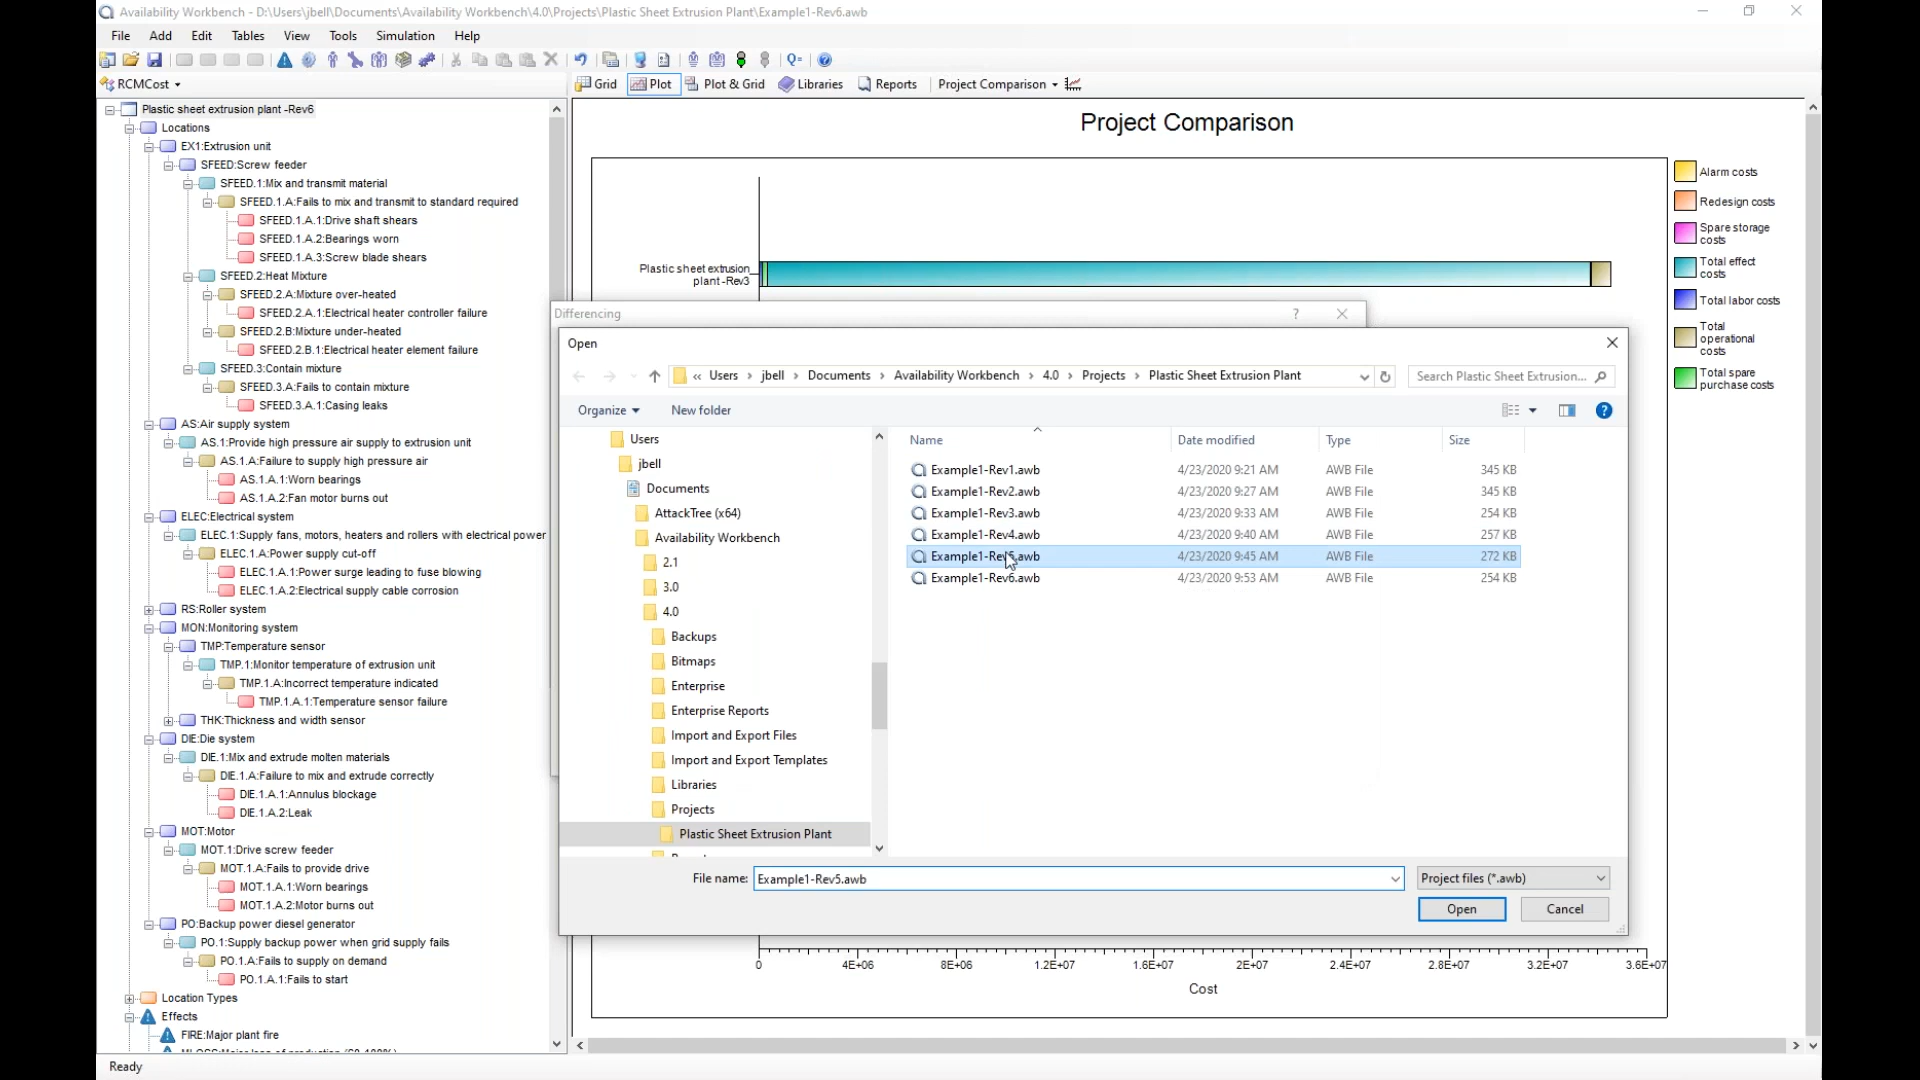 Availability Workbench - D:\Users\jbell\Documents\Availability Workbench\4.0\Projects\Plastic Sheet Extrusion Plant\Example1-Rev6.awb
File Add Edit Tables View Tools Simulation Help
RCMCost
Grid Plot Plot & Grid Libraries Reports Project Comparison
Plastic sheet extrusion plant -Rev6
Locations
EX1:Extrusion unit
SFEED:Screw feeder
SFEED.1:Mix and transmit material
SFEED.1.A:Fails to mix and transmit to standard required
SFEED.1.A.1:Drive shaft shears
SFEED.1.A.2:Bearings worn
SFEED.1.A.3:Screw blade shears
SFEED.2:Heat Mixture
SFEED.2.A:Mixture over-heated
SFEED.2.A.1:Electrical heater controller failure
SFEED.2.B:Mixture under-heated
SFEED.2.B.1:Electrical heater element failure
SFEED.3:Contain mixture
SFEED.3.A:Fails to contain mixture
SFEED.3.A.1:Casing leaks
AS:Air supply system
AS.1:Provide high pressure air supply to extrusion unit
AS.1.A:Failure to supply high pressure air
AS.1.A.1:Worn bearings
AS.1.A.2:Fan motor burns out
ELEC:Electrical system
ELEC.1:Supply fans, motors, heaters and rollers with electrical power
ELEC.1.A:Power supply cut-off
ELEC.1.A.1:Power surge leading to fuse blowing
ELEC.1.A.2:Electrical supply cable corrosion
RS:Roller system
MON:Monitoring system
TMP:Temperature sensor
TMP.1:Monitor temperature of extrusion unit
TMP.1.A:Incorrect temperature indicated
TMP.1.A.1:Temperature sensor failure
THK:Thickness and width sensor
DIE:Die system
DIE.1:Mix and extrude molten materials
DIE.1.A:Failure to mix and extrude correctly
DIE.1.A.1:Annulus blockage
DIE.1.A.2:Leak
MOT:Motor
MOT.1:Drive screw feeder
MOT.1.A:Fails to provide drive
MOT.1.A.1:Worn bearings
MOT.1.A.2:Motor burns out
PO:Backup power diesel generator
PO.1:Supply backup power when grid supply fails
PO.1.A:Fails to supply on demand
PO.1.A.1:Fails to start
Location Types
Effects
FIRE:Major plant fire
Ready
Project Comparison
Plastic sheet extrusion
plant -Rev3
Alarm costs
Redesign costs
Spare storage
costs
Total effect
costs
Total labor costs
Total
operational
costs
Total spare
purchase costs
Differencing ?
Open
« Users › jbell › Documents › Availability Workbench › 4.0 › Projects › Plastic Sheet Extrusion Plant
Search Plastic Sheet Extrusion...
Organize New folder
Users
jbell
Documents
AttackTree (x64)
Availability Workbench
2.1
3.0
4.0
Backups
Bitmaps
Enterprise
Enterprise Reports
Import and Export Files
Import and Export Templates
Libraries
Projects
Plastic Sheet Extrusion Plant
Name Date modified Type Size
Example1-Rev1.awb 4/23/2020 9:21 AM AWB File 345 KB
Example1-Rev2.awb 4/23/2020 9:27 AM AWB File 345 KB
Example1-Rev3.awb 4/23/2020 9:33 AM AWB File 254 KB
Example1-Rev4.awb 4/23/2020 9:40 AM AWB File 257 KB
Example1-Rev5.awb 4/23/2020 9:45 AM AWB File 272 KB
Example1-Rev6.awb 4/23/2020 9:53 AM AWB File 254 KB
File name: Example1-Rev5.awb Project files (*.awb)
Open Cancel
0 4E+06 8E+06 1.2E+07 1.6E+07 2E+07 2.4E+07 2.8E+07 3.2E+07 3.6E+07
Cost